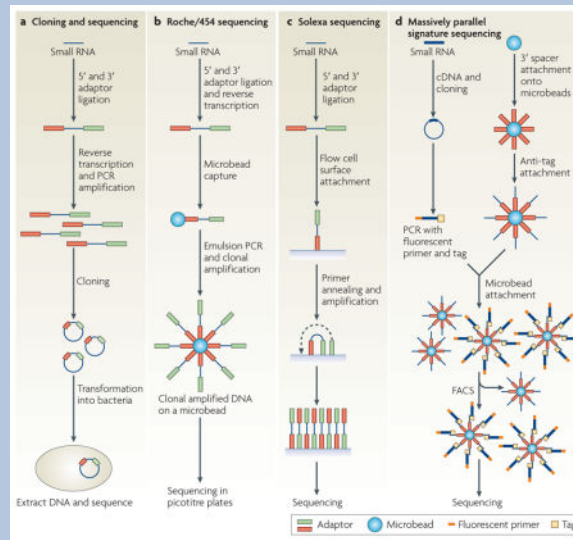 a Cloning and sequencing
Small RNA
5′ and 3′
adaptor
ligation
Reverse
transcription
and PCR
amplification
Cloning
Transformation
into bacteria
Extract DNA and sequence
b Roche/454 sequencing
Small RNA
5′ and 3′
adaptor ligation
and reverse
transcription
Microbead
capture
Emulsion PCR
and clonal
amplification
Clonal amplified DNA
on a microbead
Sequencing in
picotitre plates
c Solexa sequencing
Small RNA
5′ and 3′
adaptor
ligation
Flow cell
surface
attachment
Primer
annealing and
amplification
Sequencing
d Massively parallel
signature sequencing
Small RNA
cDNA and
cloning
PCR with
fluorescent
primer and tag
3′ spacer
attachment
onto
microbeads
Anti-tag
attachment
Microbead
attachment
FACS
Sequencing
Adaptor
Microbead
Fluorescent primer
Tag